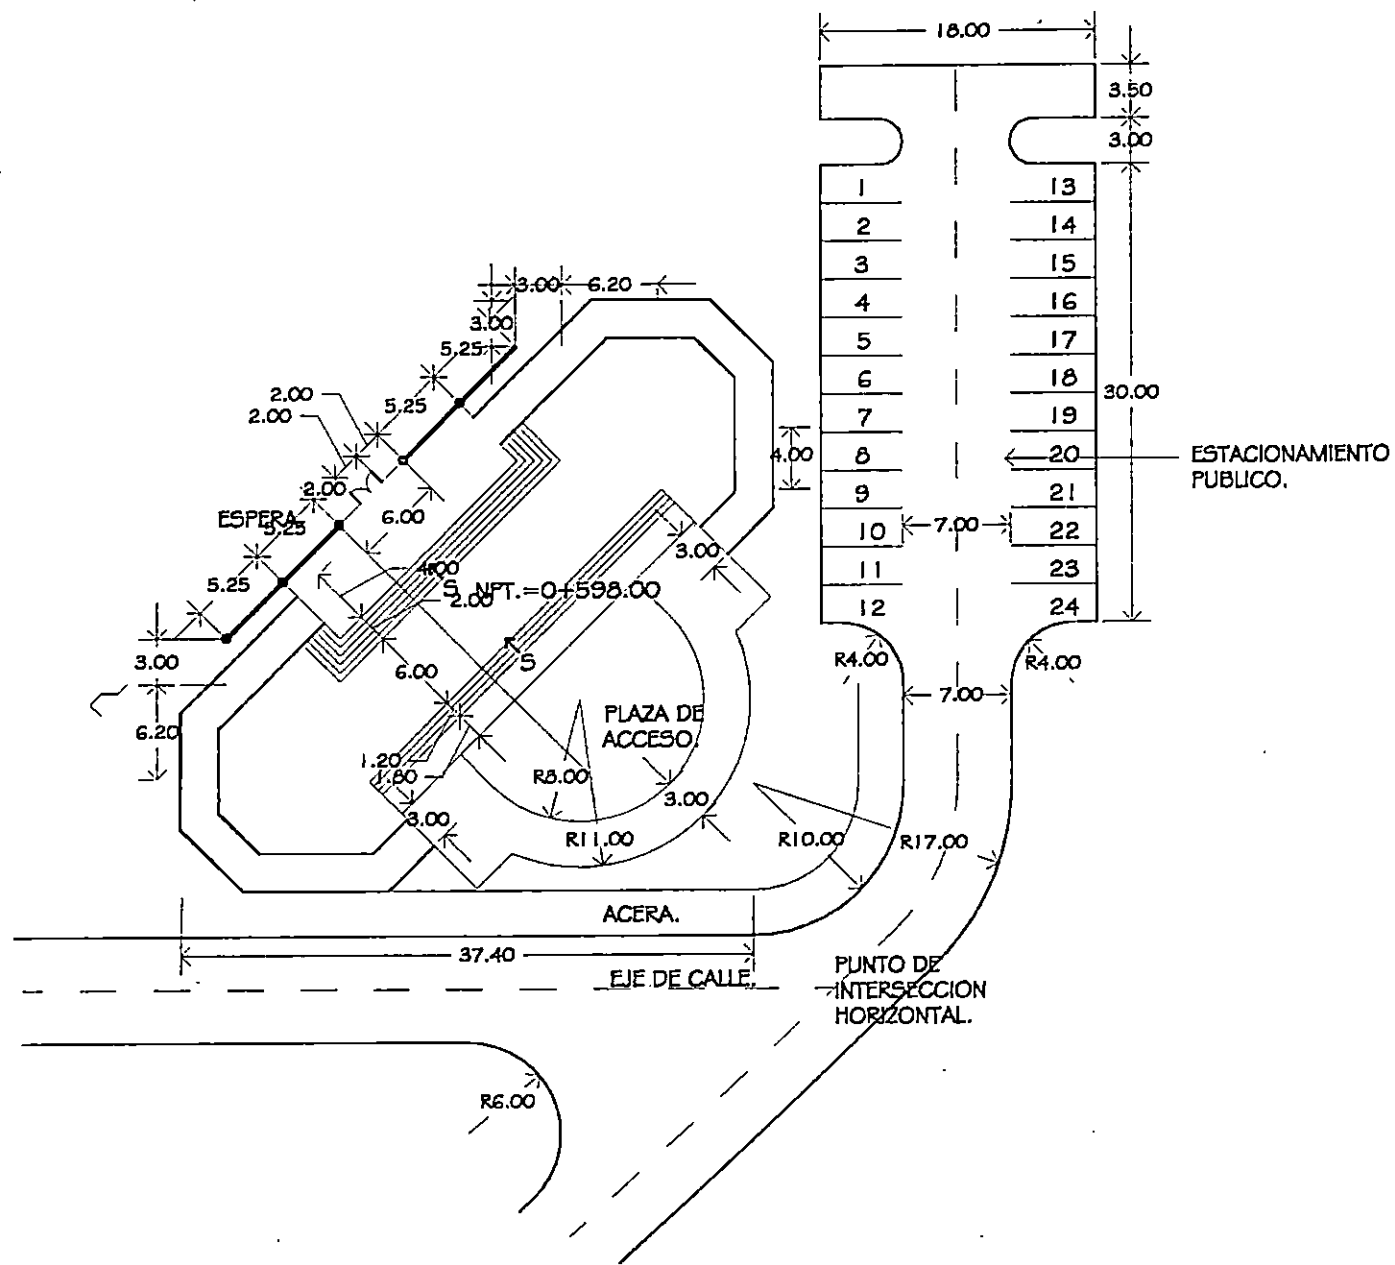 18.00
3.50
3.00
1 13
2 14
3 15
4 16
5 17
6 18
7 19
8 20
9 21
10 22
11 23
12 24
30.00
ESTACIONAMIENTO
PUBLICO.
7.00
R4.00
R4.00
7.00
3.00
6.20
3.00
5.25
5.25
2.00
2.00
2.00
ESPERA.
5.25
5.25
6.00
4.00
3.00
4.00
2.00
S
NPT.=0+598.00
S
6.00
3.00
6.20
1.20
1.80
3.00
PLAZA DE
ACCESO.
R8.00
3.00
R11.00
R10.00
R17.00
ACERA.
37.40
EJE DE CALLE.
PUNTO DE
INTERSECCION
HORIZONTAL.
R6.00